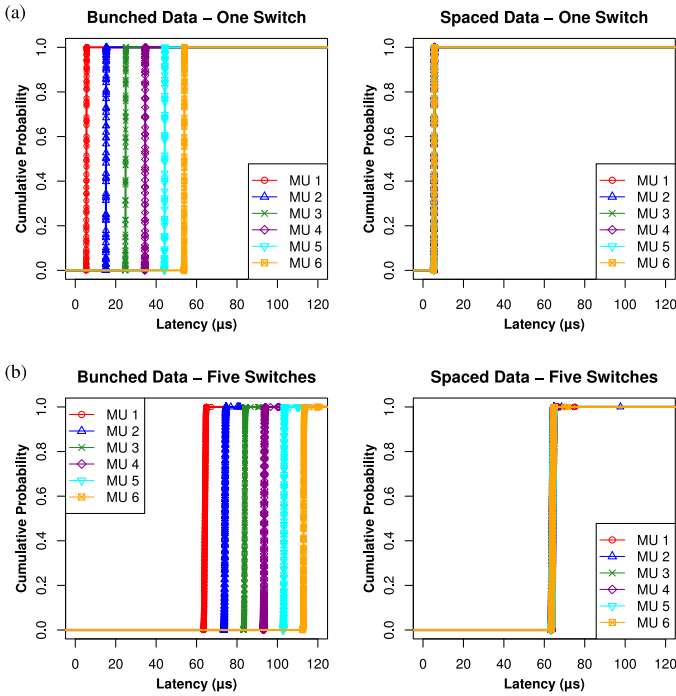 (a)
Bunched Data – One Switch
Cumulative Probability
1.0
0.8
0.6
0.4
0.2
0.0
MU 1
MU 2
MU 3
MU 4
MU 5
MU 6
0 20 40 60 80 100 120
Latency (µs)
Spaced Data – One Switch
Cumulative Probability
1.0
0.8
0.6
0.4
0.2
0.0
MU 1
MU 2
MU 3
MU 4
MU 5
MU 6
0 20 40 60 80 100 120
Latency (µs)
(b)
Bunched Data – Five Switches
Cumulative Probability
1.0
0.8
0.6
0.4
0.2
0.0
MU 1
MU 2
MU 3
MU 4
MU 5
MU 6
0 20 40 60 80 100 120
Latency (µs)
Spaced Data – Five Switches
Cumulative Probability
1.0
0.8
0.6
0.4
0.2
0.0
MU 1
MU 2
MU 3
MU 4
MU 5
MU 6
0 20 40 60 80 100 120
Latency (µs)